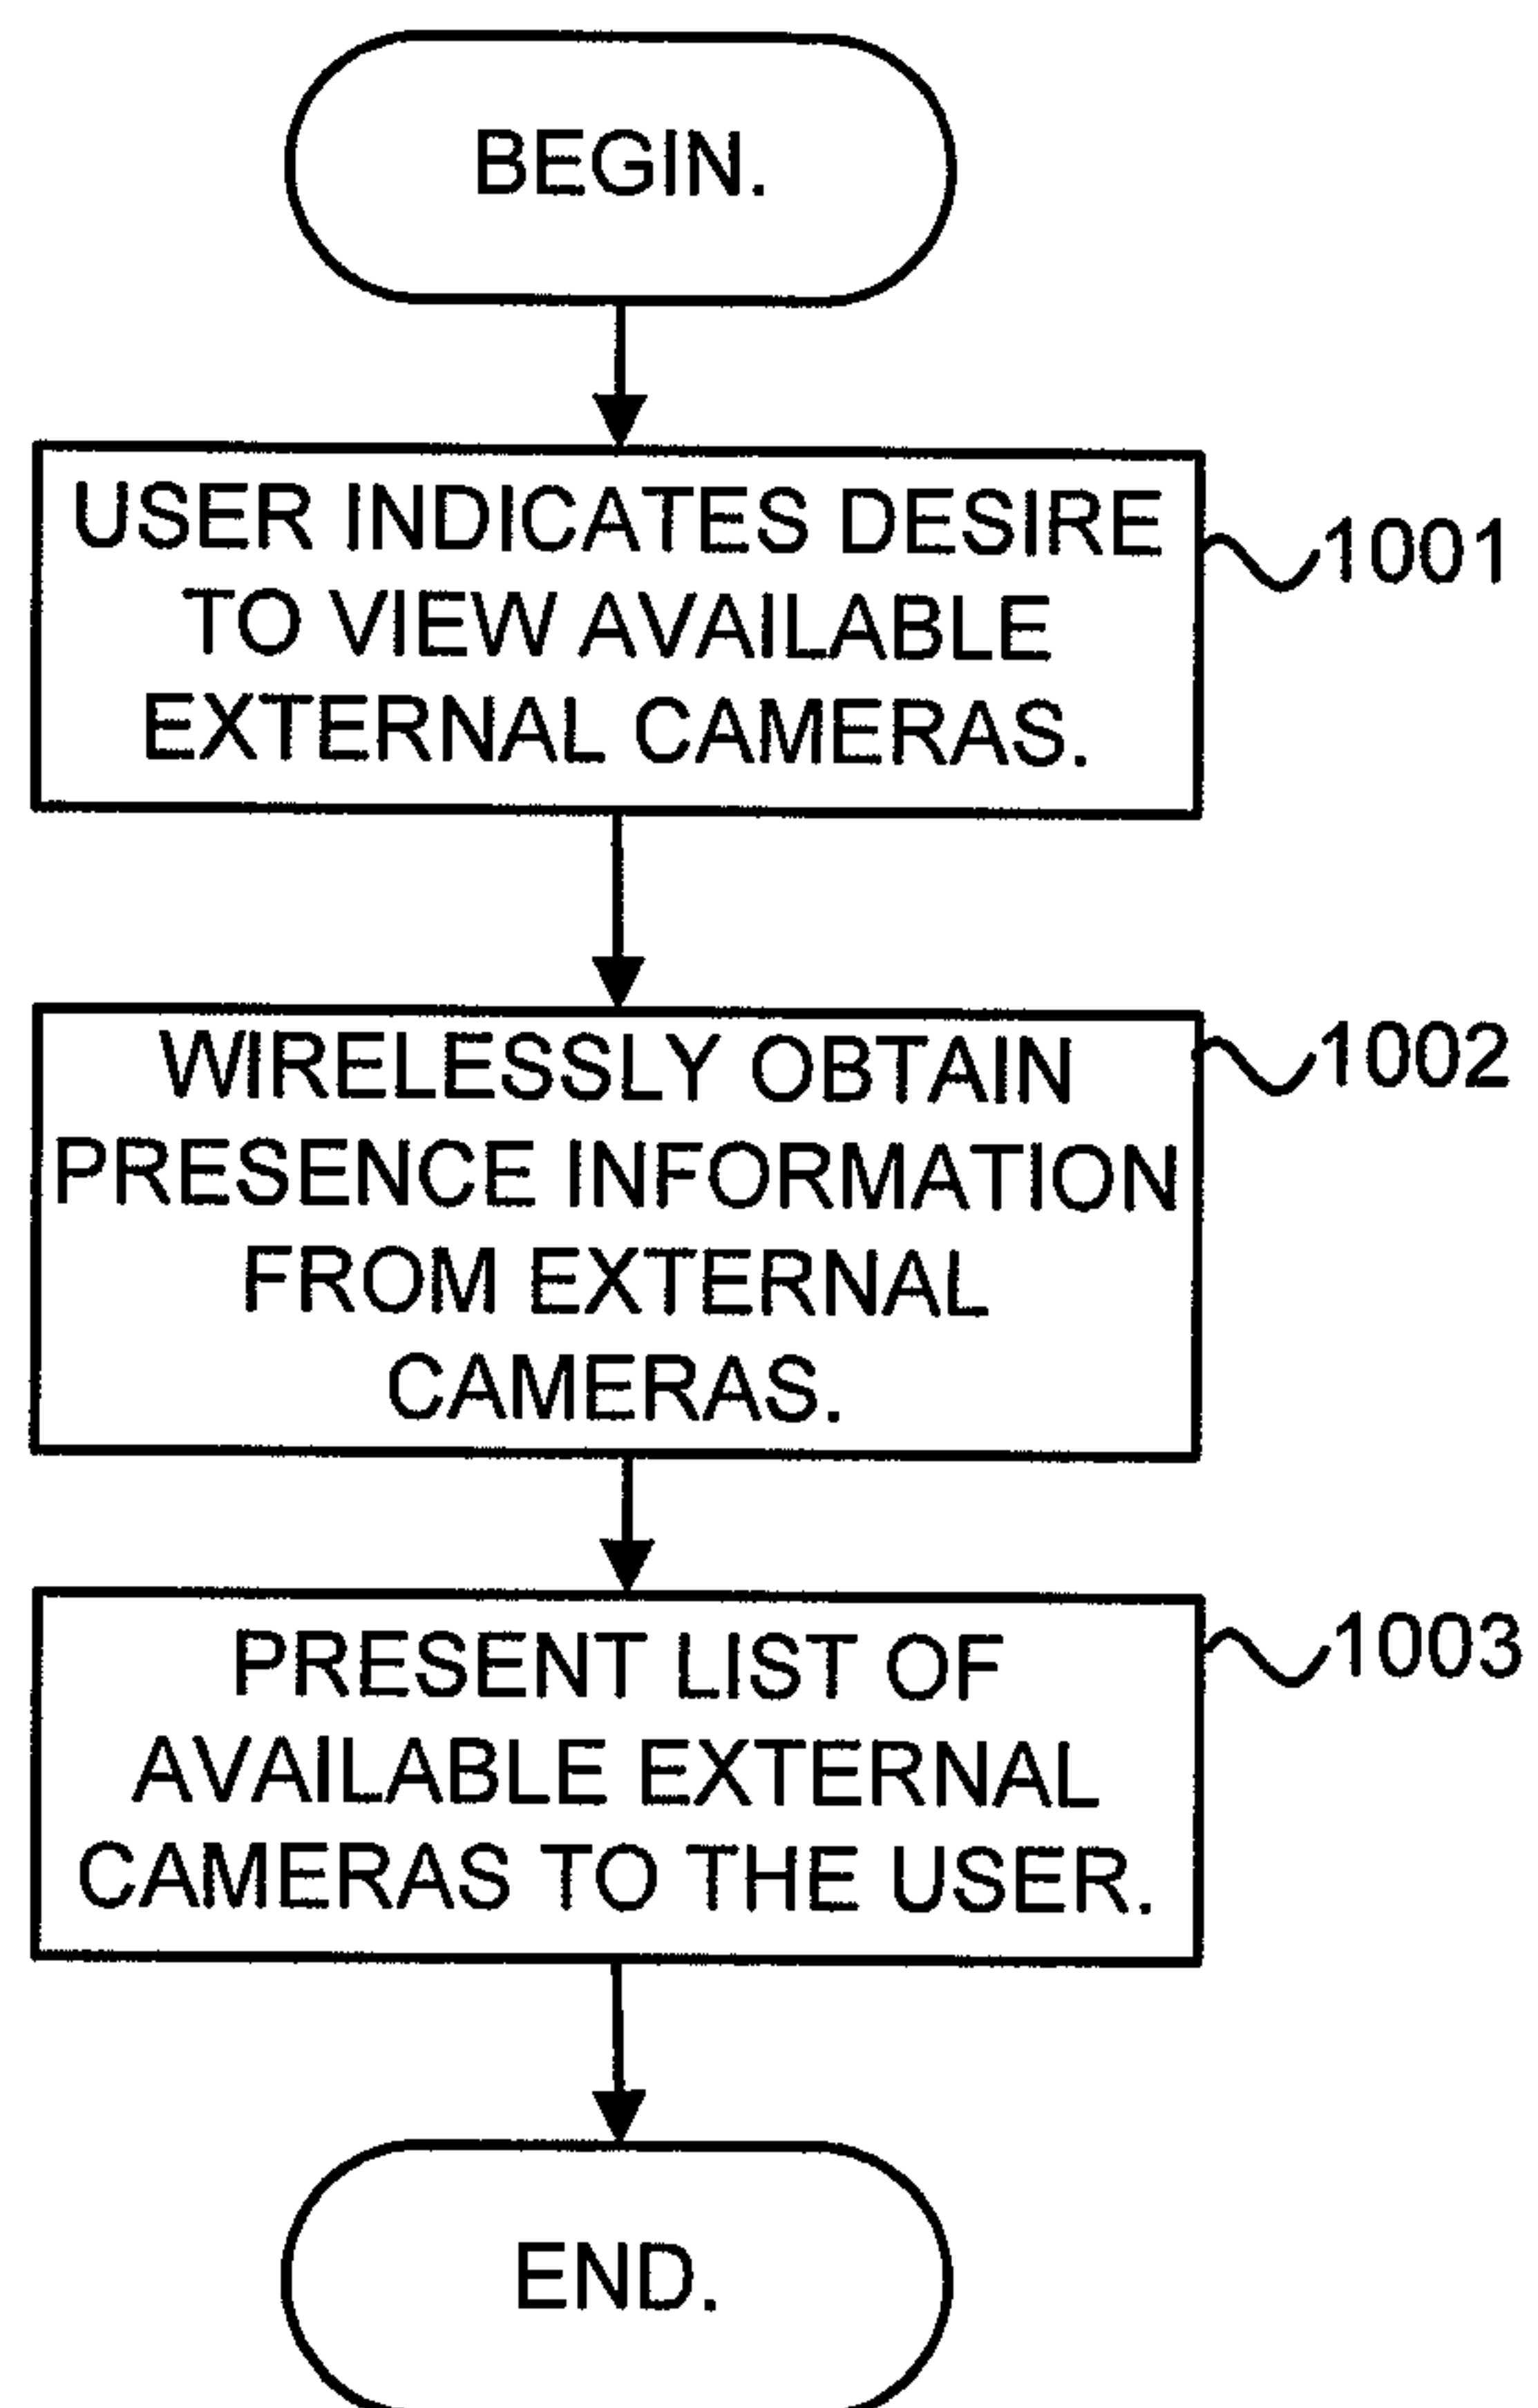 BEGIN.
USER INDICATES DESIRE
TO VIEW AVAILABLE
EXTERNAL CAMERAS.
1001
WIRELESSLY OBTAIN
PRESENCE INFORMATION
FROM EXTERNAL
CAMERAS.
1002
PRESENT LIST OF
AVAILABLE EXTERNAL
CAMERAS TO THE USER.
1003
END.